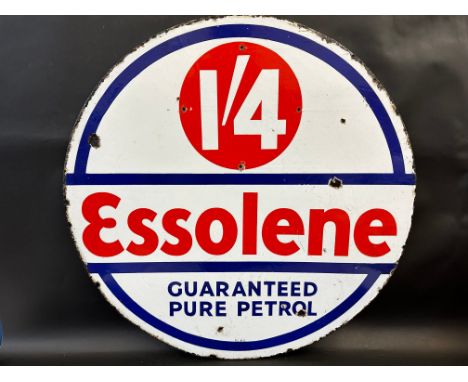 1/4
Essolene
GUARANTEED
PURE PETROL